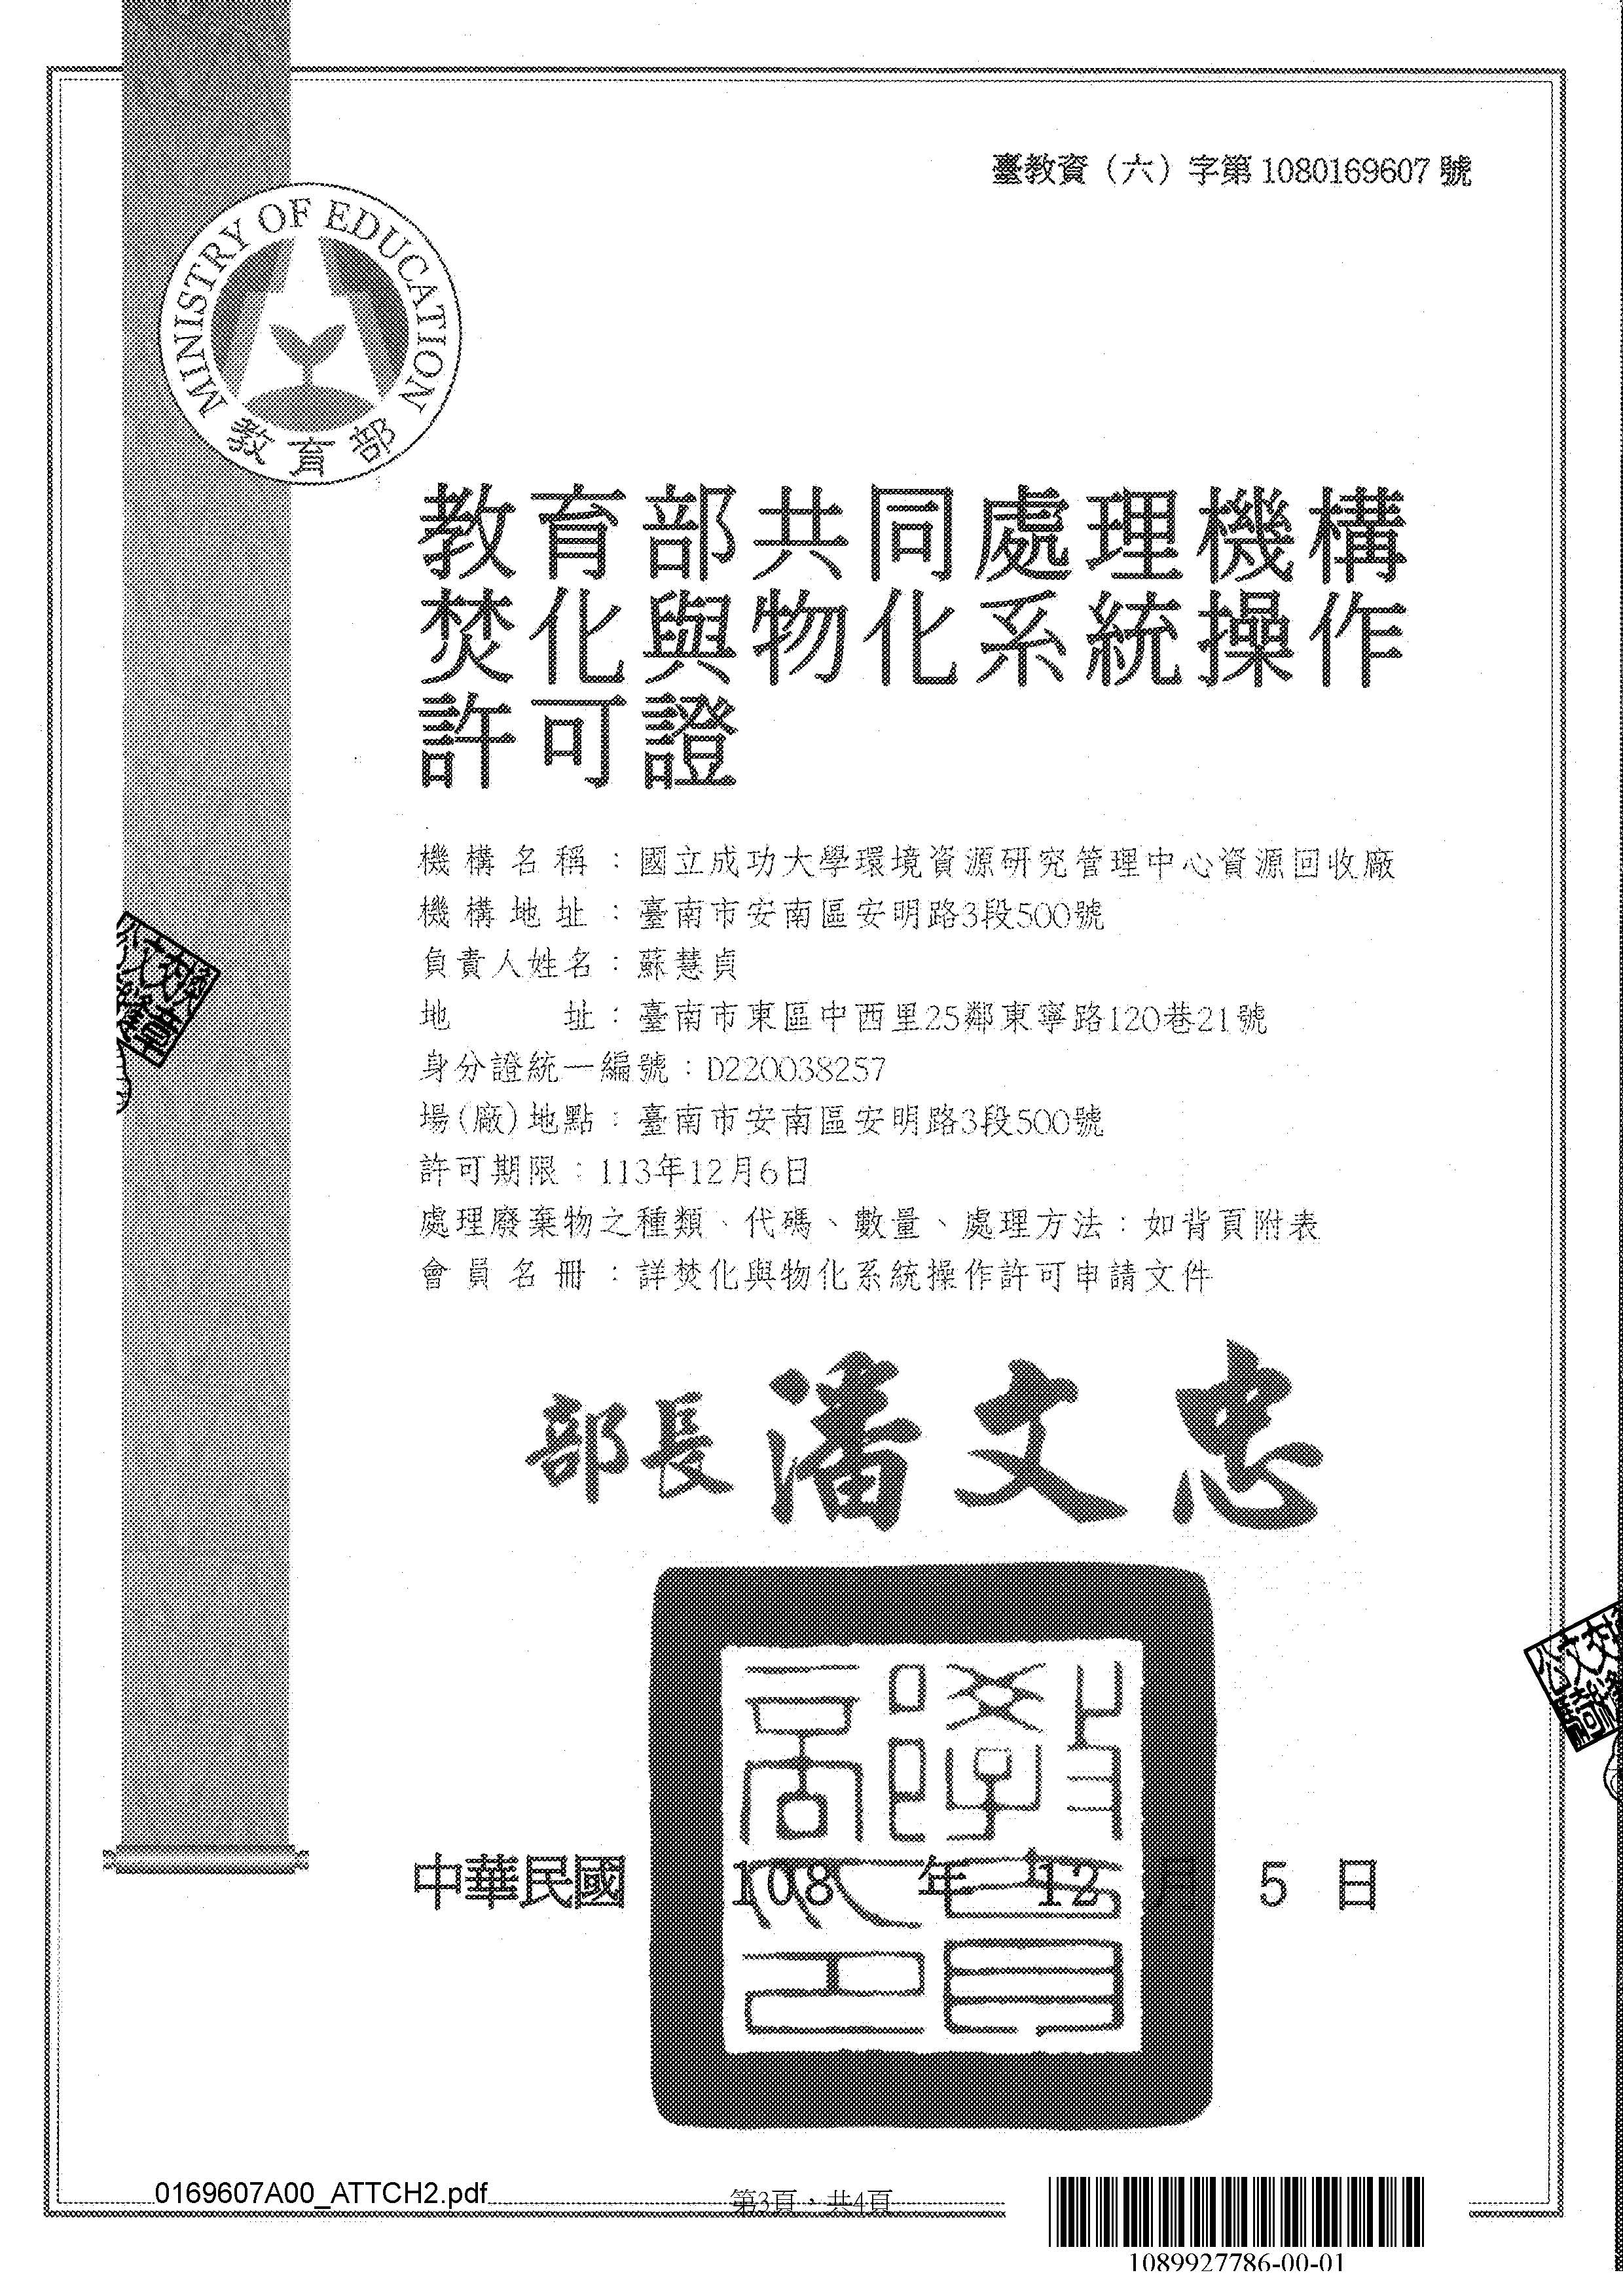 臺教資（六）字第1080169607號
MINISTRY OF EDUCATION
教育部
教育部共同處理機構
焚化與物化系統操作
許可證
機構名稱：國立成功大學環境資源研究管理中心資源回收廠
機構地址：臺南市安南區安明路3段500號
負責人姓名：蘇慧貞
地　　址：臺南市東區中西里25鄰東寧路120巷21號
身分證統一編號：D220038257
場(廠)地點：臺南市安南區安明路3段500號
許可期限：113年12月6日
處理廢棄物之種類、代碼、數量、處理方法：如背頁附表
會員名冊：詳焚化與物化系統操作許可申請文件
部長潘文忠
中華民國 108 年 12 月 5 日
0169607A00_ATTCH2.pdf
第3頁，共4頁
1089927786-00-01